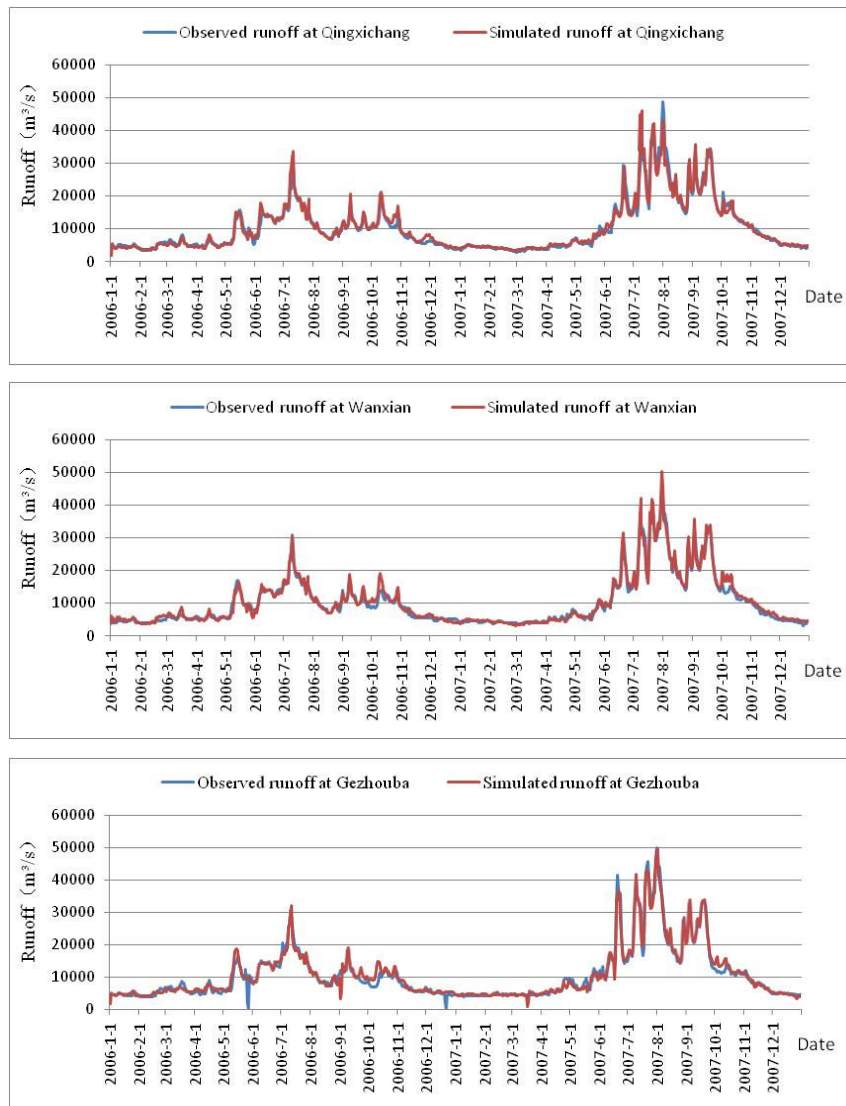 Observed runoff at Qingxichang Simulated runoff at Qingxichang
60000
50000
40000
30000
20000
10000
0
Runoff（m³/s）
2006-1-1 2006-2-1 2006-3-1 2006-4-1 2006-5-1 2006-6-1 2006-7-1 2006-8-1 2006-9-1 2006-10-1 2006-11-1 2006-12-1 2007-1-1 2007-2-1 2007-3-1 2007-4-1 2007-5-1 2007-6-1 2007-7-1 2007-8-1 2007-9-1 2007-10-1 2007-11-1 2007-12-1
Date
Observed runoff at Wanxian Simulated runoff at Wanxian
60000
50000
40000
30000
20000
10000
0
Runoff（m³/s）
2006-1-1 2006-2-1 2006-3-1 2006-4-1 2006-5-1 2006-6-1 2006-7-1 2006-8-1 2006-9-1 2006-10-1 2006-11-1 2006-12-1 2007-1-1 2007-2-1 2007-3-1 2007-4-1 2007-5-1 2007-6-1 2007-7-1 2007-8-1 2007-9-1 2007-10-1 2007-11-1 2007-12-1
Date
Observed runoff at Gezhouba Simulated runoff at Gezhouba
60000
50000
40000
30000
20000
10000
0
Runoff（m³/s）
2006-1-1 2006-2-1 2006-3-1 2006-4-1 2006-5-1 2006-6-1 2006-7-1 2006-8-1 2006-9-1 2006-10-1 2006-11-1 2006-12-1 2007-1-1 2007-2-1 2007-3-1 2007-4-1 2007-5-1 2007-6-1 2007-7-1 2007-8-1 2007-9-1 2007-10-1 2007-11-1 2007-12-1
Date